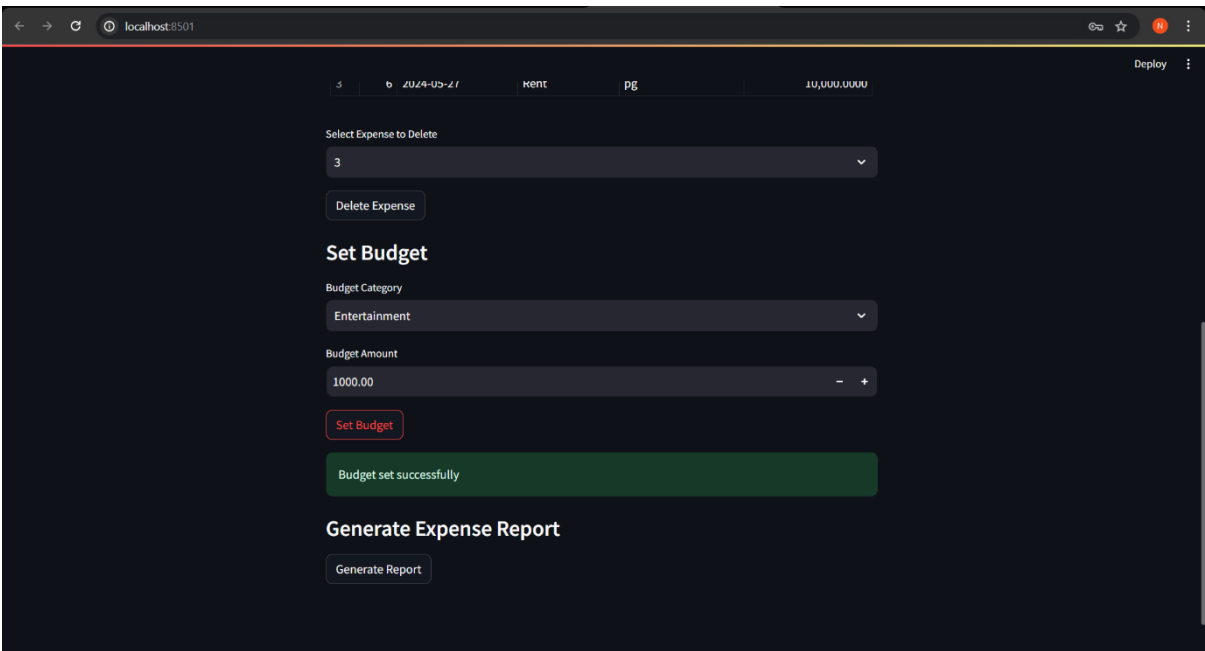 localhost:8501
N
Deploy
3 6 2024-05-27 Rent pg 10,000.0000
Select Expense to Delete
3
Delete Expense
Set Budget
Budget Category
Entertainment
Budget Amount
1000.00 − +
Set Budget
Budget set successfully
Generate Expense Report
Generate Report